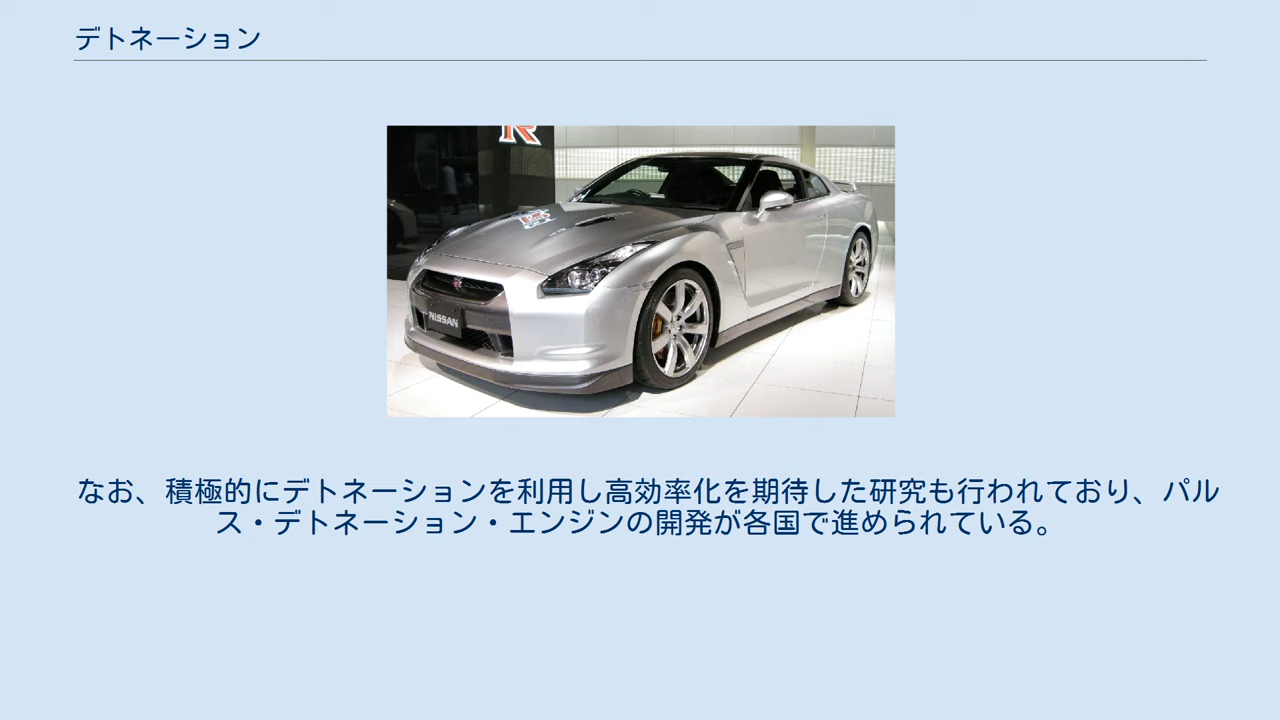 デトネーション
R
NISSAN
なお、積極的にデトネーションを利用し高効率化を期待した研究も行われており、パル
ス・デトネーション・エンジンの開発が各国で進められている。